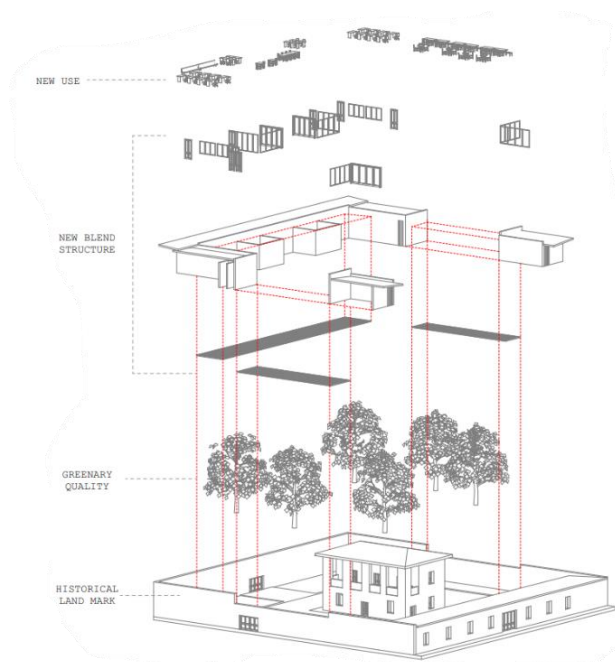 NEW USE
NEW BLEND
STRUCTURE
GREENARY
QUALITY
HISTORICAL
LAND MARK